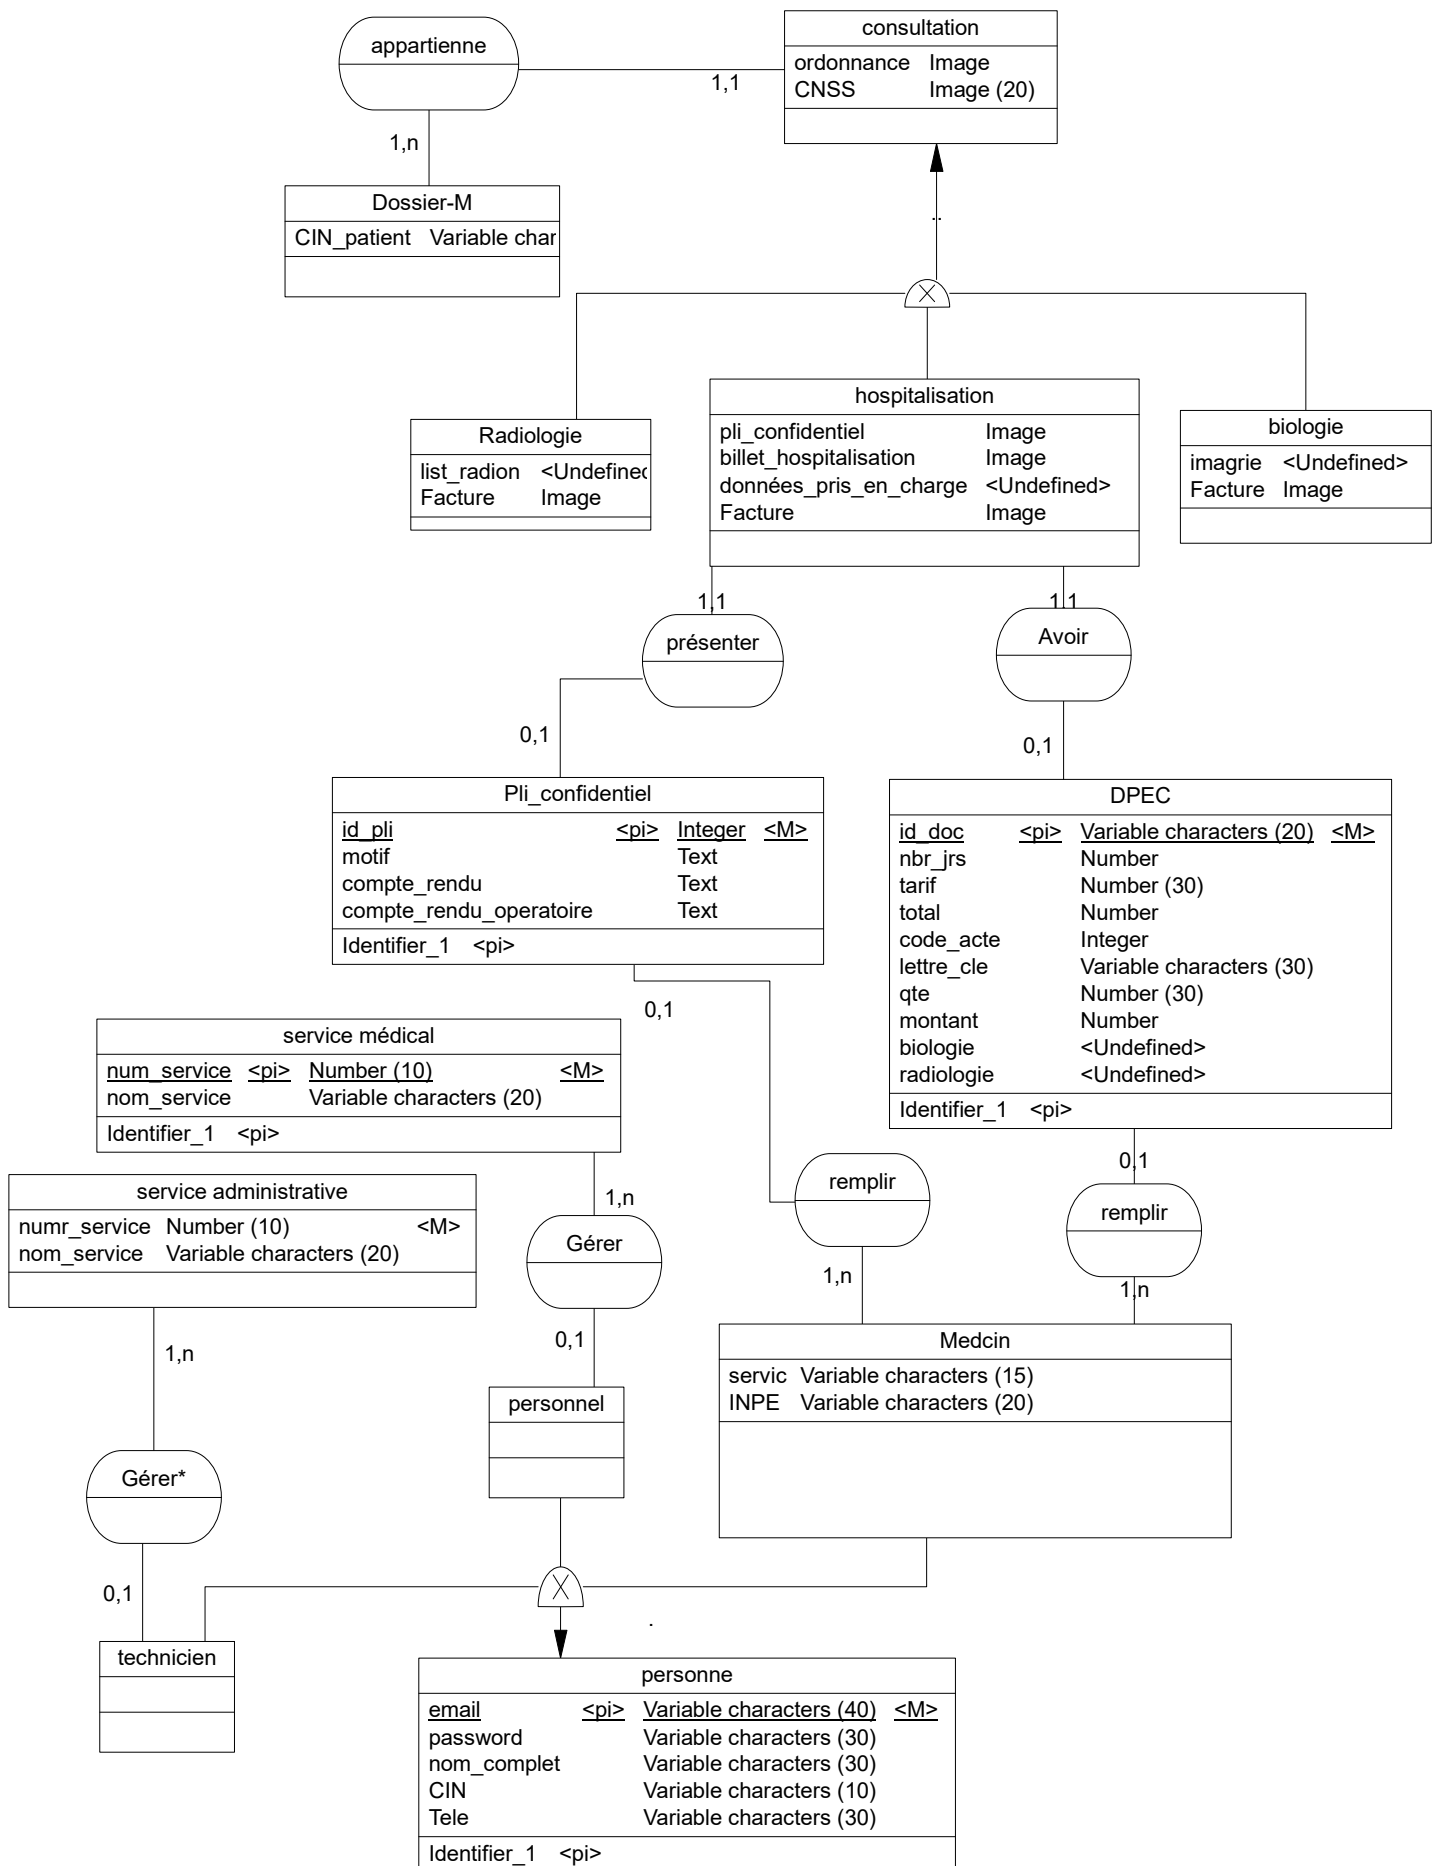 appartienne
1,1
1,n
consultation
ordonnance Image
CNSS Image (20)
..
Dossier-M
CIN_patient Variable char
X
Radiologie
list_radion <Undefined
Facture Image
hospitalisation
pli_confidentiel Image
billet_hospitalisation Image
données_pris_en_charge <Undefined>
Facture Image
biologie
imagrie <Undefined>
Facture Image
1,1
présenter
0,1
1,1
Avoir
0,1
Pli_confidentiel
id_pli <pi> Integer <M>
motif Text
compte_rendu Text
compte_rendu_operatoire Text
Identifier_1 <pi>
0,1
DPEC
id_doc <pi> Variable characters (20) <M>
nbr_jrs Number
tarif Number (30)
total Number
code_acte Integer
lettre_cle Variable characters (30)
qte Number (30)
montant Number
biologie <Undefined>
radiologie <Undefined>
Identifier_1 <pi>
service médical
num_service <pi> Number (10) <M>
nom_service Variable characters (20)
Identifier_1 <pi>
service administrative
numr_service Number (10) <M>
nom_service Variable characters (20)
1,n
Gérer
0,1
remplir
1,n
0,1
remplir
1,n
1,n
Gérer*
0,1
personnel
Medcin
servic Variable characters (15)
INPE Variable characters (20)
X
.
technicien
personne
email <pi> Variable characters (40) <M>
password Variable characters (30)
nom_complet Variable characters (30)
CIN Variable characters (10)
Tele Variable characters (30)
Identifier_1 <pi>